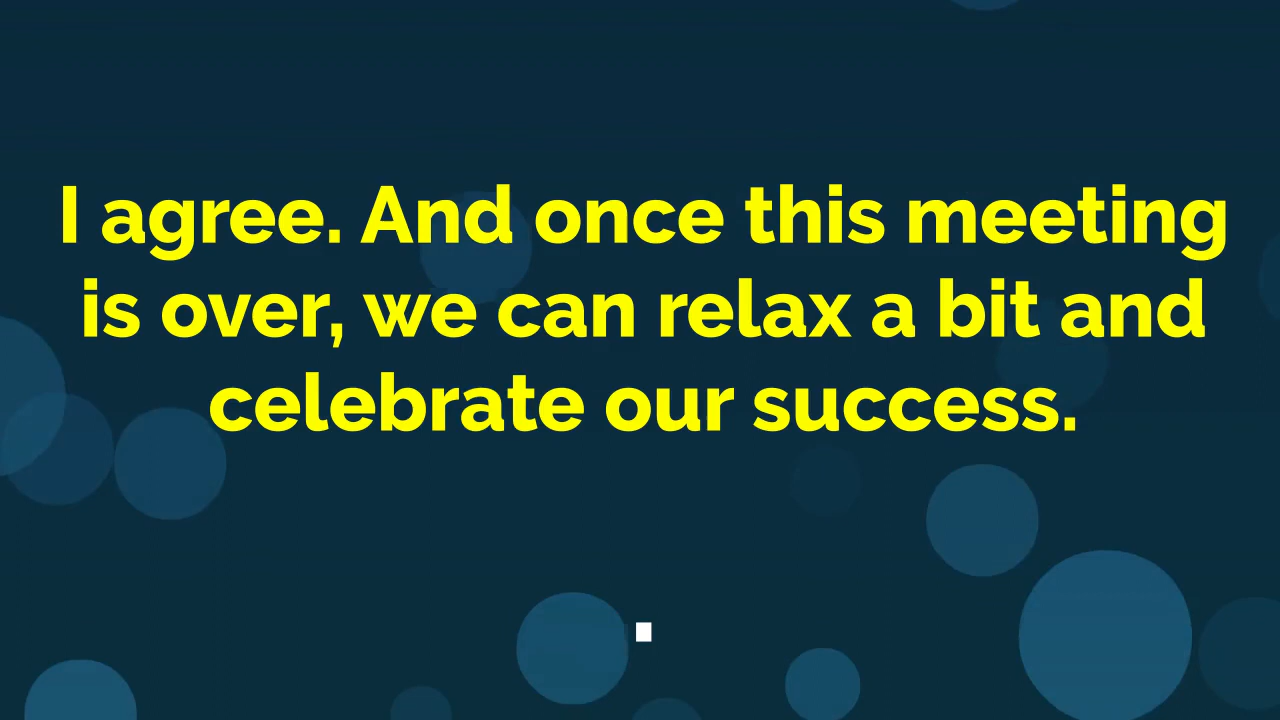 I agree. And once this meeting
is over, we can relax a bit and
celebrate our success.
.